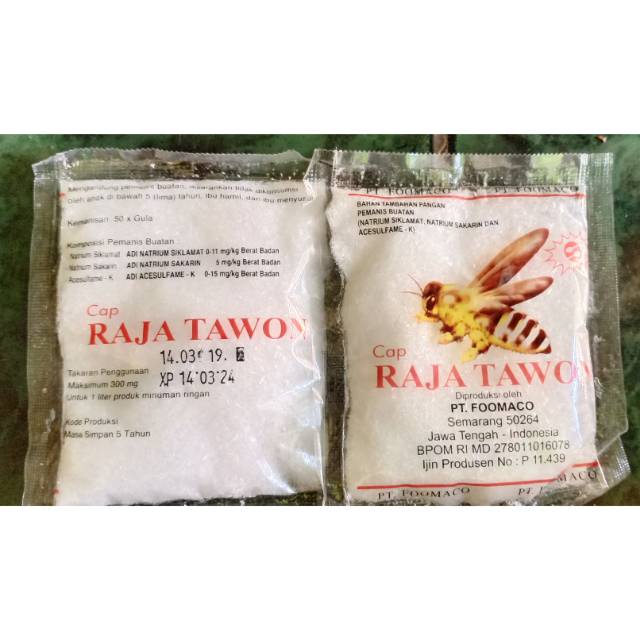 Mengandung pemanis buatan, disarankan tidak dikonsumsi
oleh anak di bawah 5 (lima) tahun, ibu hamil, dan ibu menyusui
Kemanisan 50 x Gula
Komposisi Pemanis Buatan
Natrium Siklamat ADI NATRIUM SIKLAMAT 0-11 mg/kg Berat Badan
Natrium Sakarin ADI NATRIUM SAKARIN 5 mg/kg Berat Badan
Acesulfame - K ADI ACESULFAME - K 0-15 mg/kg Berat Badan
Cap
RAJA TAWON
14.03 19.
Takaran Penggunaan
Maksimum 300 mg XP 14 03 24
Untuk 1 liter produk minuman ringan
Kode Produksi
Masa Simpan 5 Tahun
PT. FOOMACO PT. FOOMACO
BAHAN TAMBAHAN PANGAN
PEMANIS BUATAN
(NATRIUM SIKLAMAT, NATRIUM SAKARIN DAN
ACESULFAME - K)
Cap
RAJA TAWON
Diproduksi oleh
PT. FOOMACO
Semarang 50264
Jawa Tengah - Indonesia
BPOM RI MD 278011016078
Ijin Produsen No : P 11.439
PT. FOOMACO PT. FOOMACO